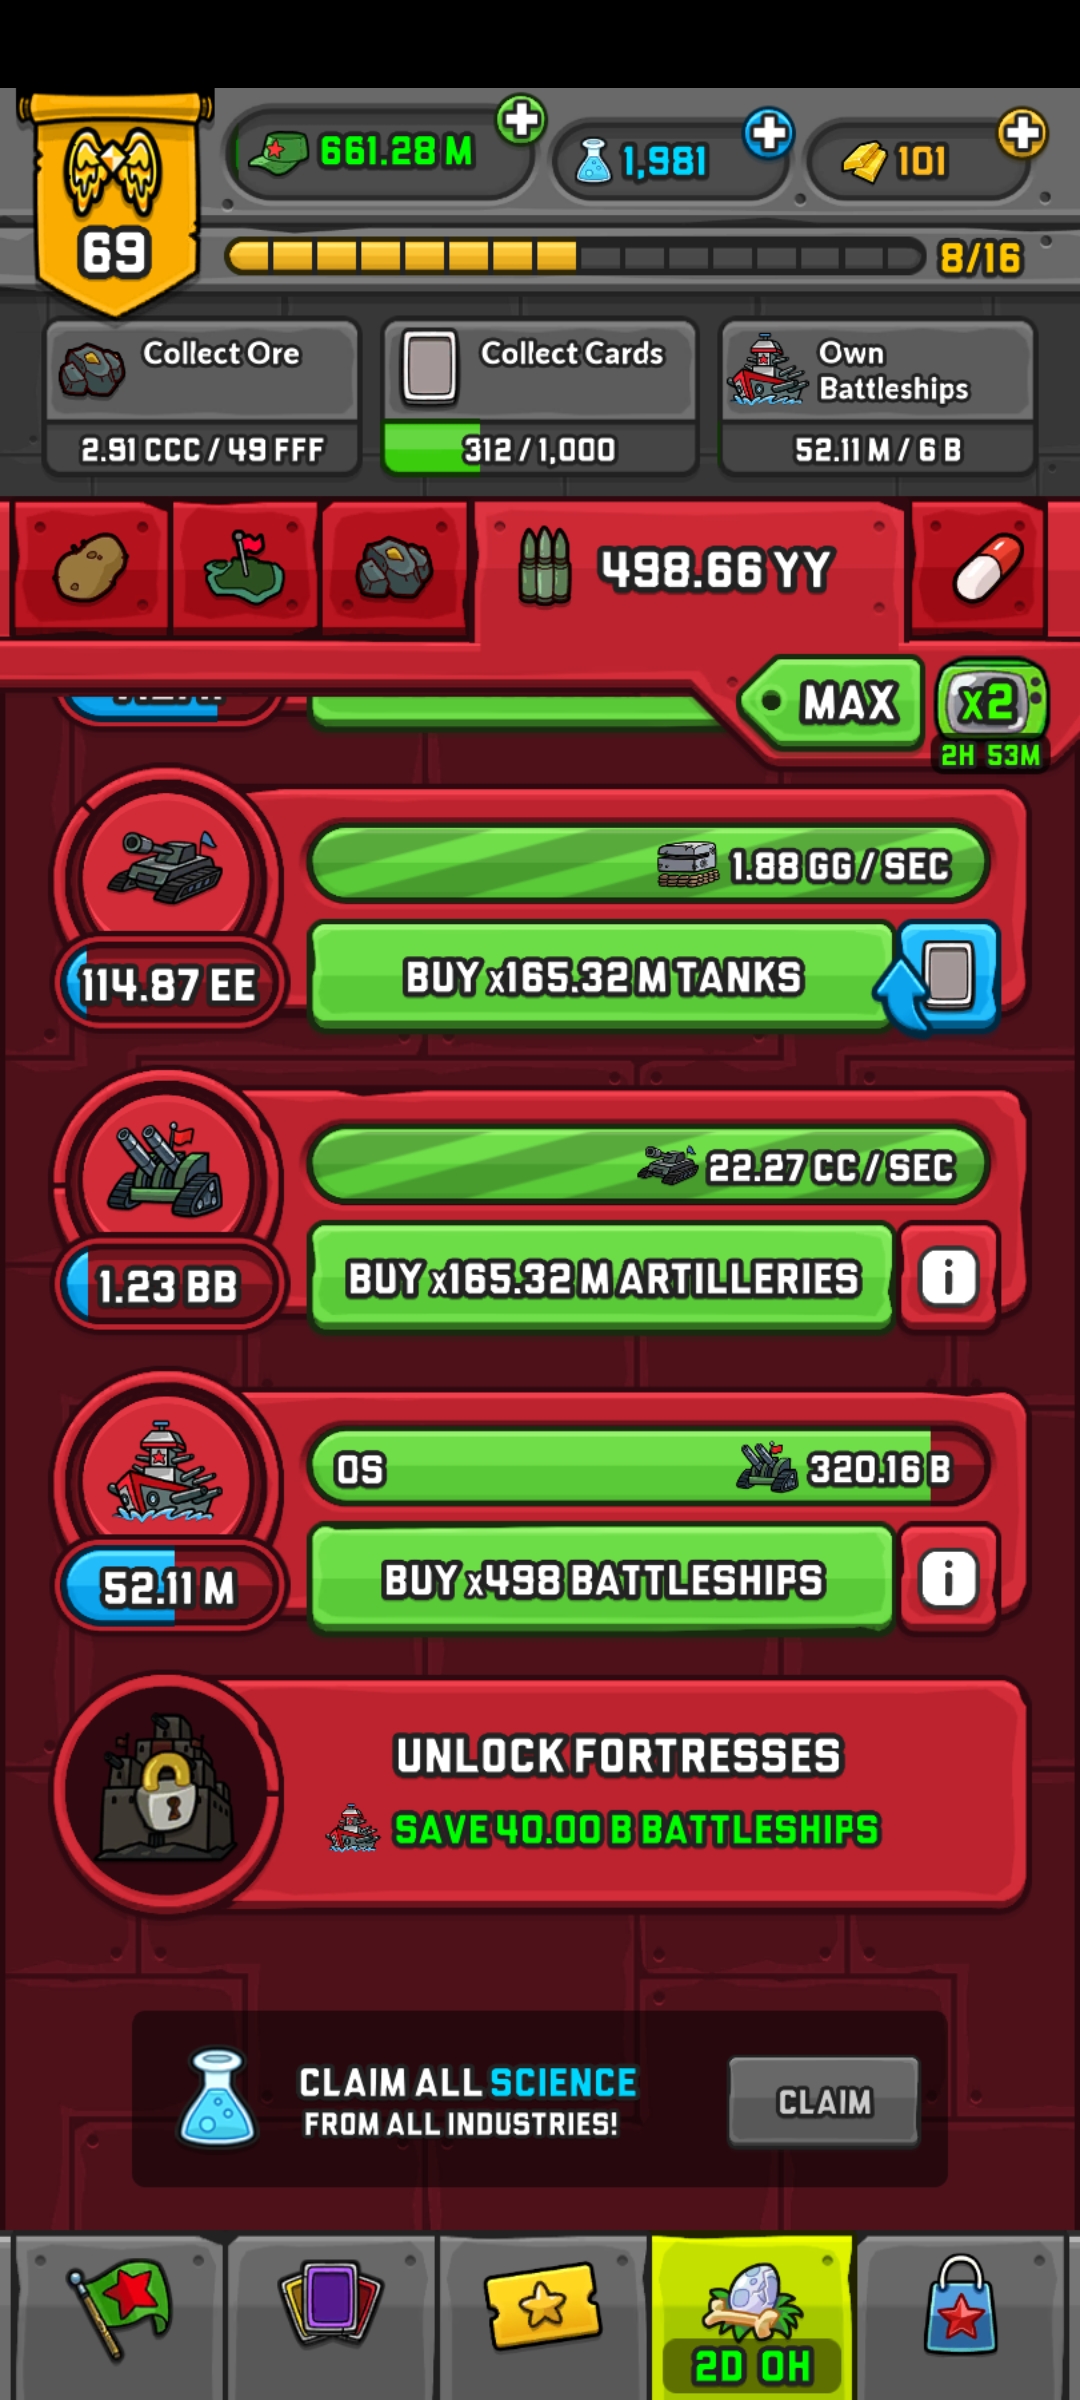 661.28 M
1,981
101
69
8/16
Collect Ore
2.91 CCC / 49 FFF
Collect Cards
312 / 1,000
Own
Battleships
52.11 M / 6 B
498.66 YY
MAX
x2
2H 53M
1.88 GG / SEC
114.87 EE
BUY x165.32 M TANKS
22.27 CC / SEC
1.23 BB
BUY x165.32 M ARTILLERIES
i
0S
320.16 B
52.11 M
BUY x498 BATTLESHIPS
i
UNLOCK FORTRESSES
SAVE 40.00 B BATTLESHIPS
CLAIM ALL SCIENCE
FROM ALL INDUSTRIES!
CLAIM
2D 0H